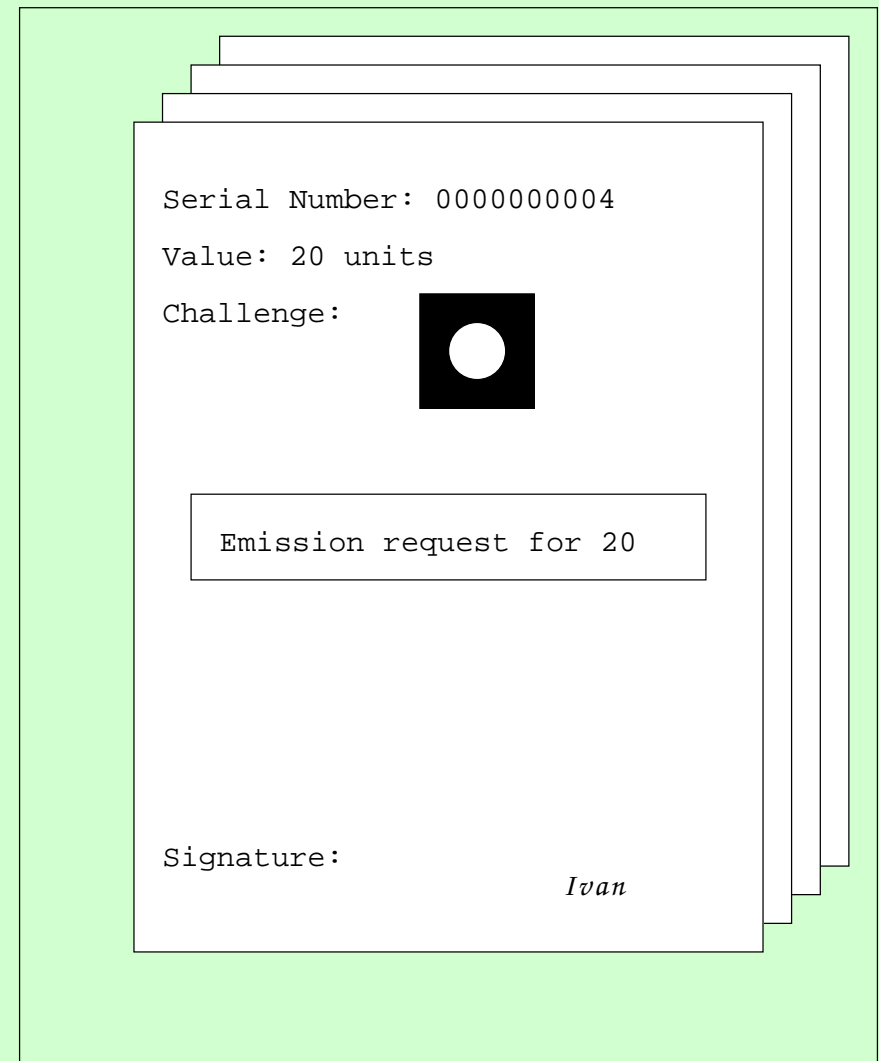 Serial Number: 0000000004
Value: 20 units
Challenge:
Emission request for 20
Signature:
Ivan